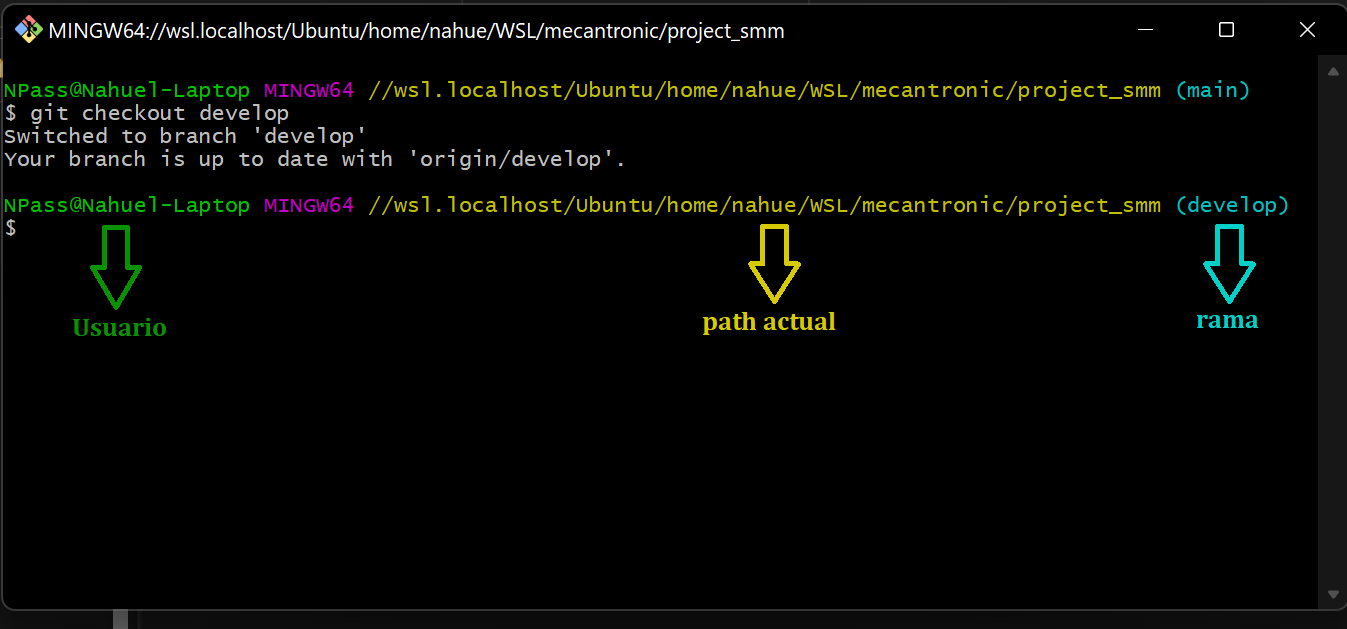 MINGW64://wsl.localhost/Ubuntu/home/nahue/WSL/mecantronic/project_smm
NPass@Nahuel-Laptop MINGW64 //wsl.localhost/Ubuntu/home/nahue/WSL/mecantronic/project_smm (main)
$ git checkout develop
Switched to branch 'develop'
Your branch is up to date with 'origin/develop'.
NPass@Nahuel-Laptop MINGW64 //wsl.localhost/Ubuntu/home/nahue/WSL/mecantronic/project_smm (develop)
$
Usuario path actual rama